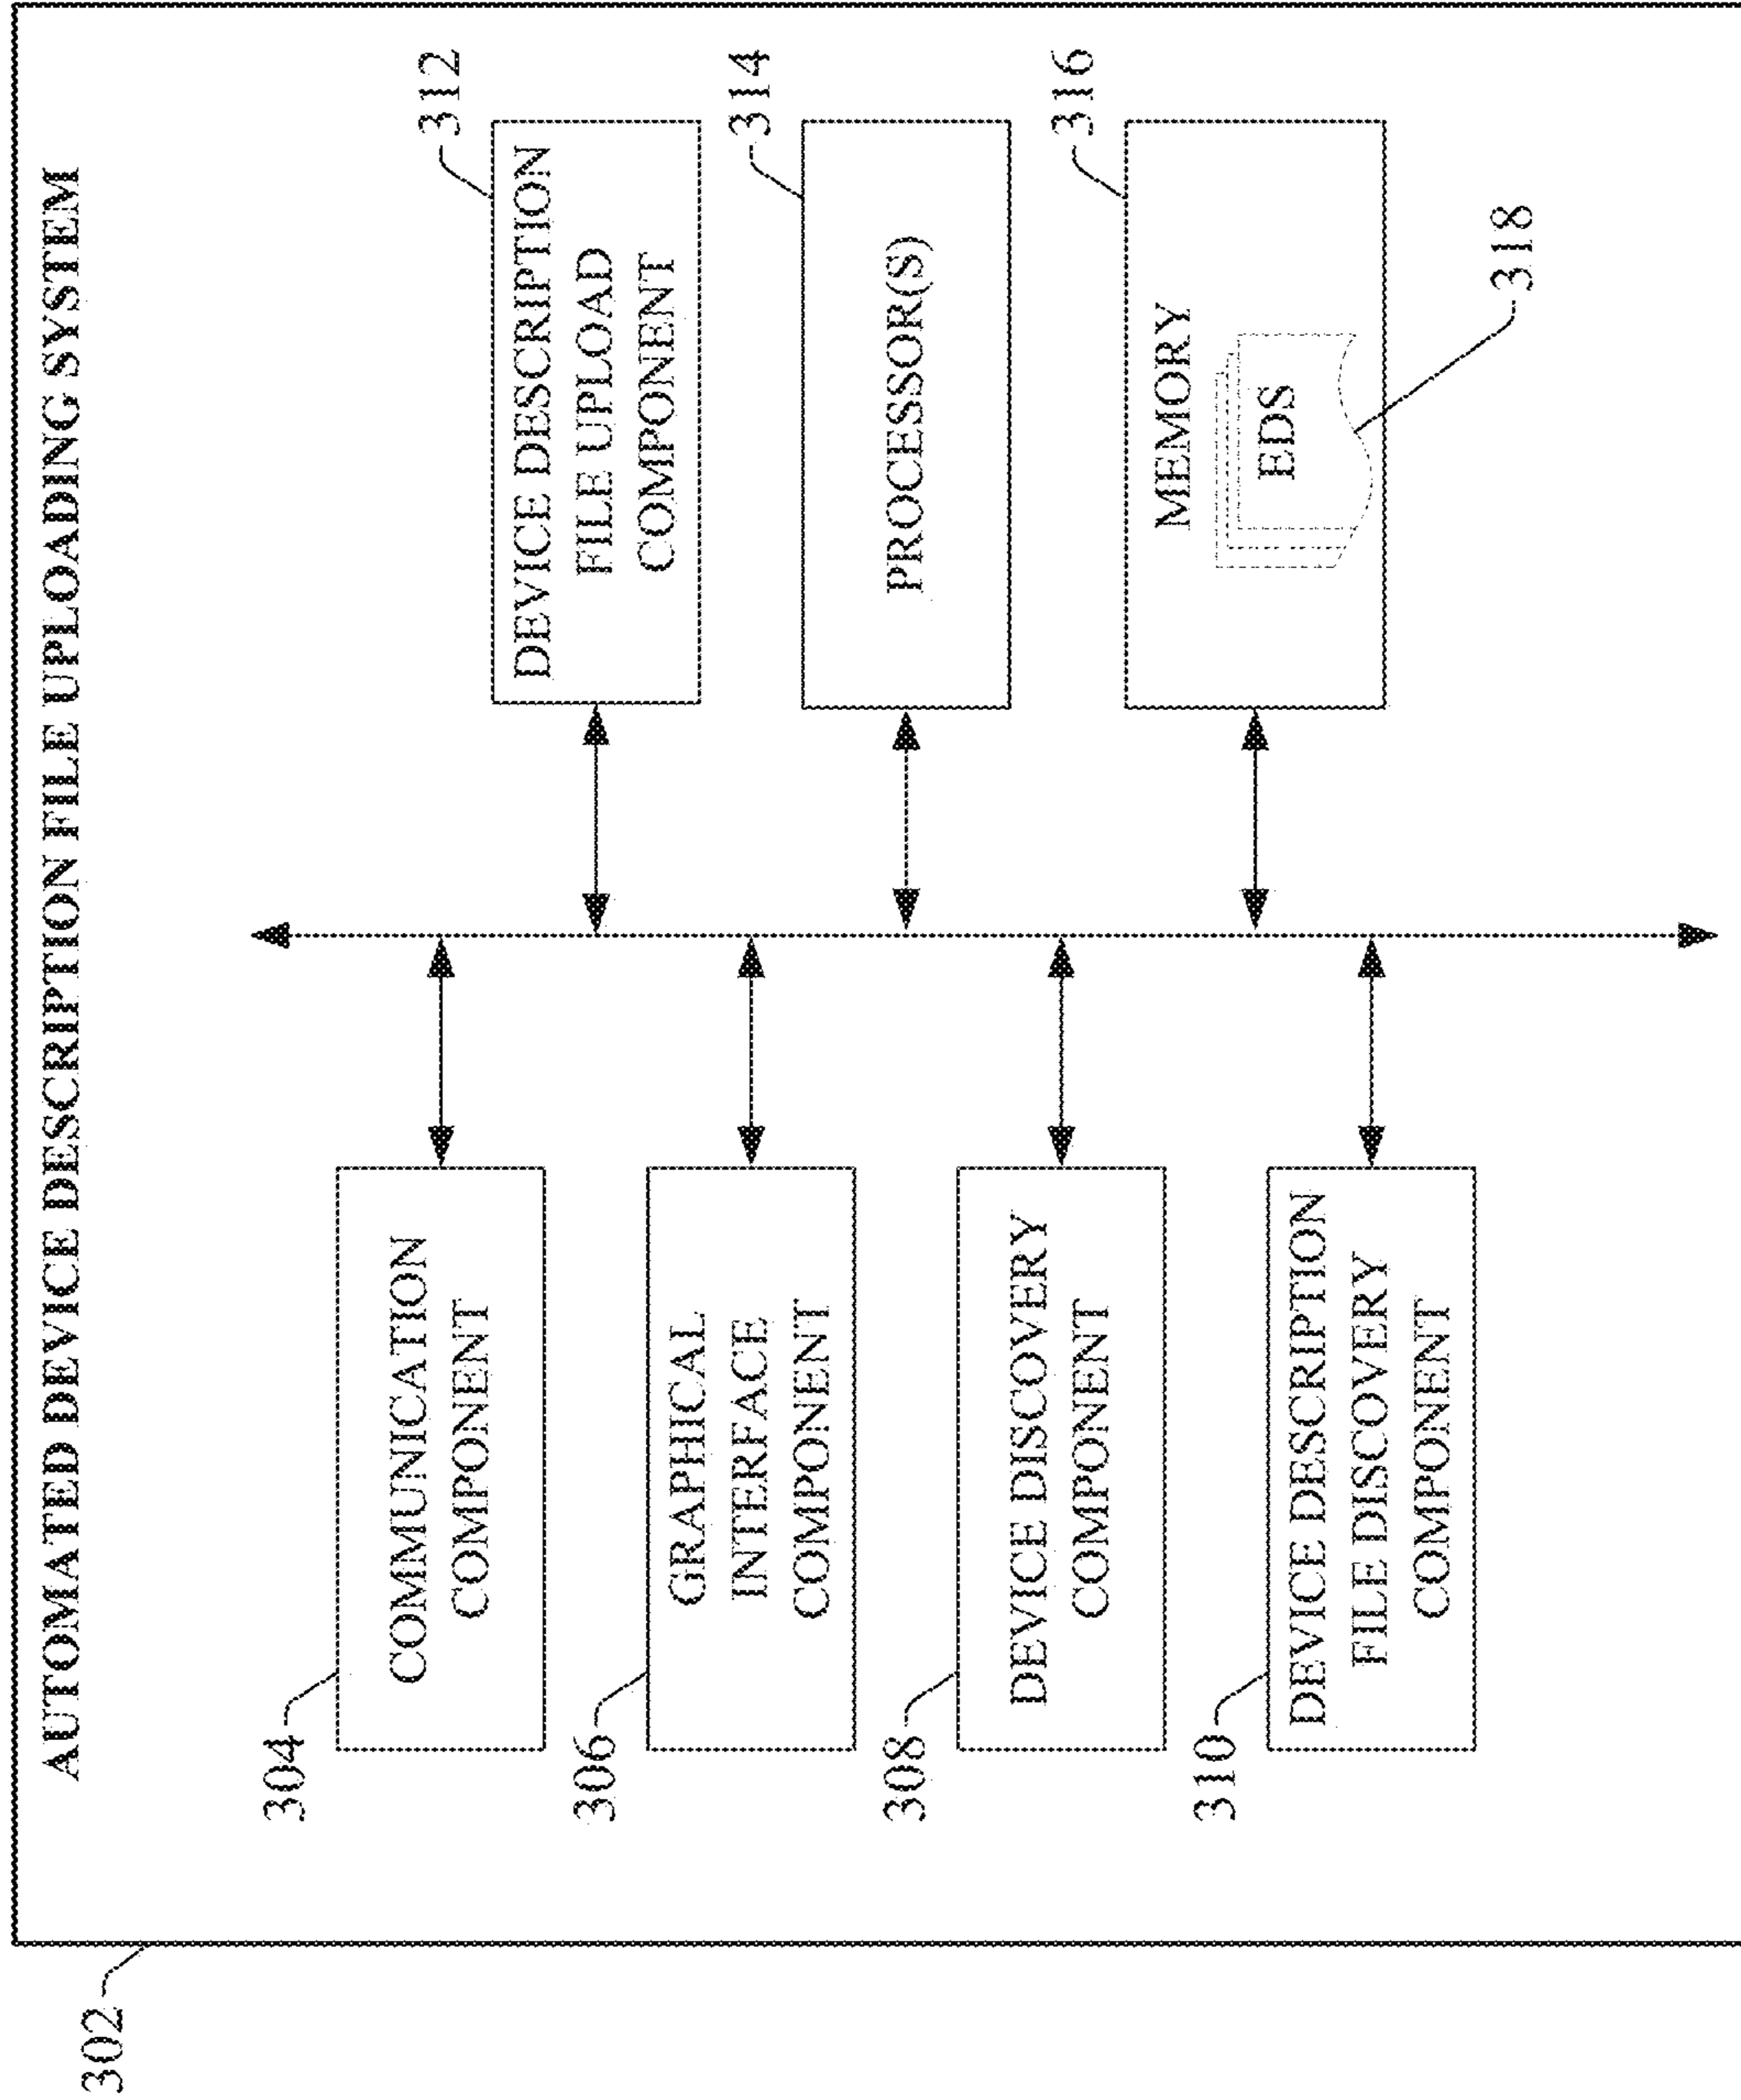 AUTOMATED DEVICE DESCRIPTION FILE UPLOADING SYSTEM
302
304
COMMUNICATION
COMPONENT
306
GRAPHICAL
INTERFACE
COMPONENT
308
DEVICE DISCOVERY
COMPONENT
310
DEVICE DESCRIPTION
FILE DISCOVERY
COMPONENT
312
DEVICE DESCRIPTION
FILE UPLOAD
COMPONENT
314
PROCESSOR(S)
316
MEMORY
EDS
318